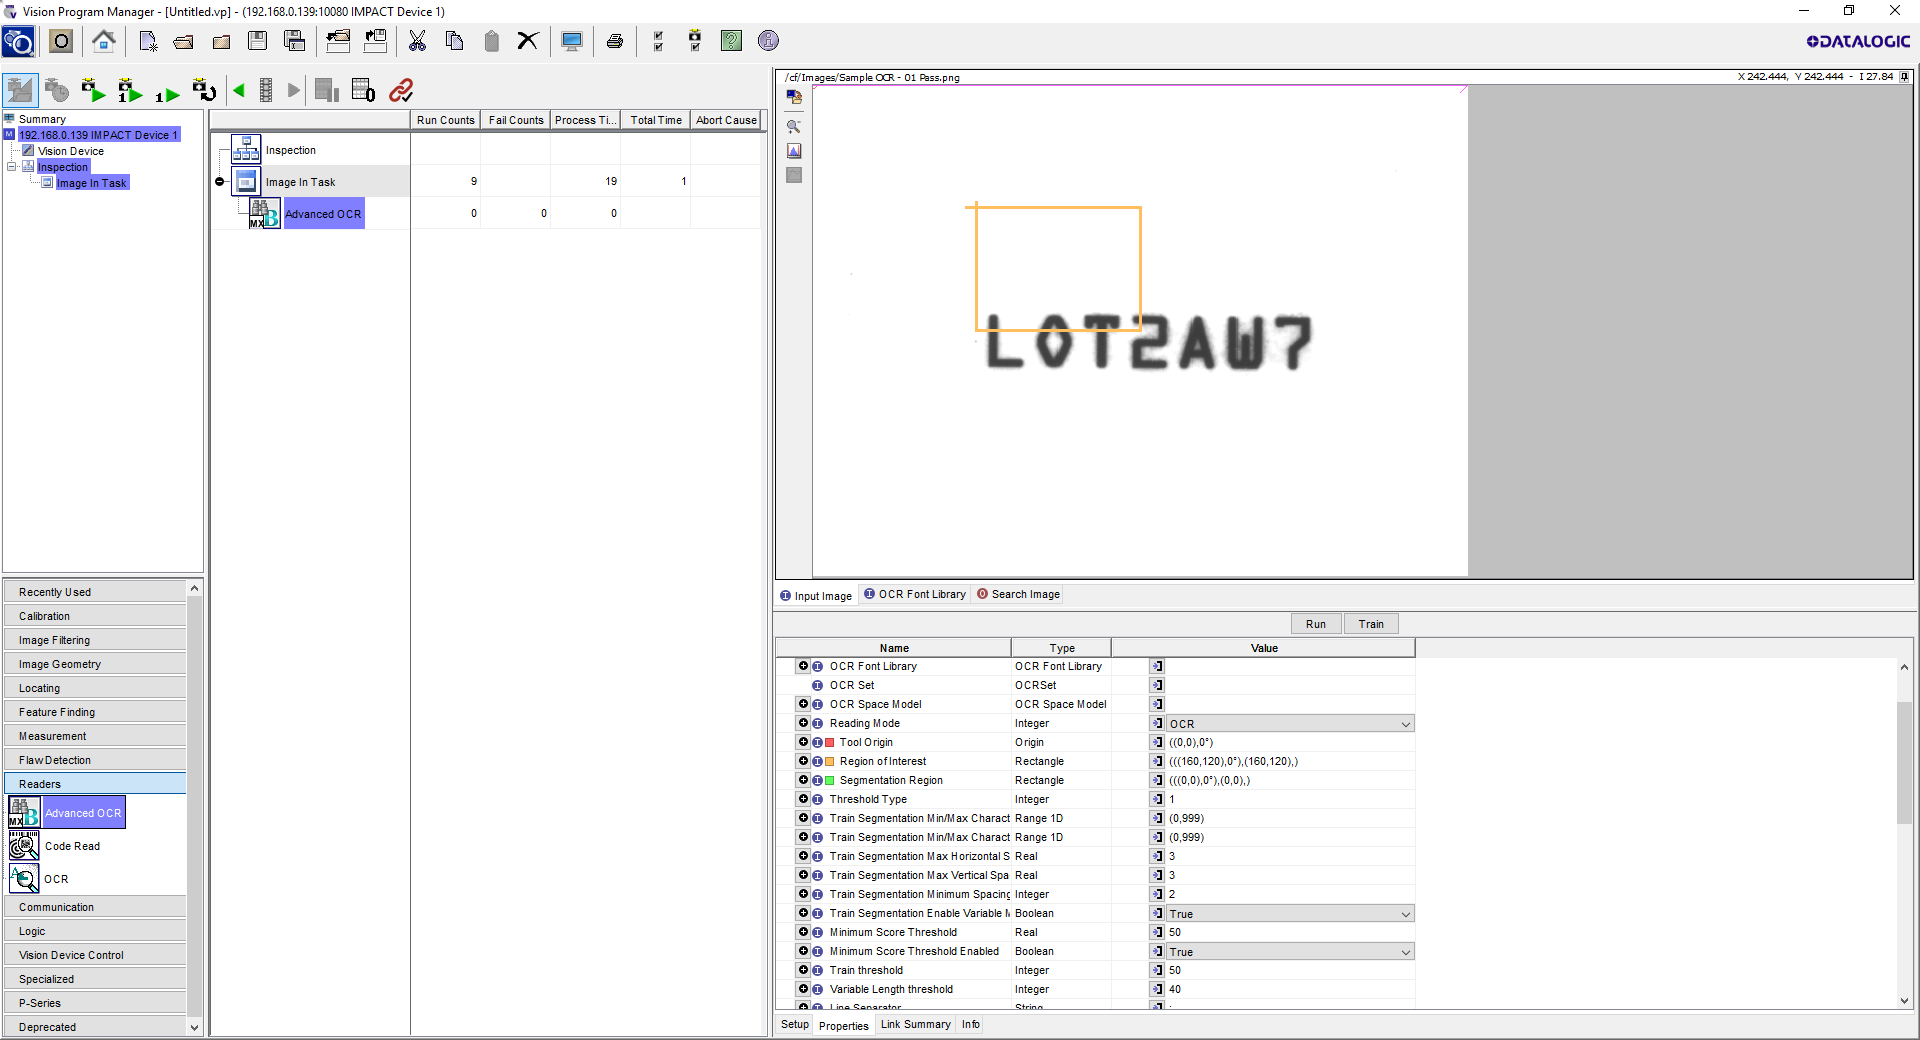 Vision Program Manager - [Untitled.vp] - (192.168.0.139:10080 IMPACT Device 1)
DATALOGIC
Summary
192.168.0.139 IMPACT Device 1
Vision Device
Inspection
Image In Task
Run Counts Fail Counts Process Ti... Total Time Abort Cause
Inspection
Image In Task 9 19 1
Advanced OCR 0 0 0
Recently Used
Calibration
Image Filtering
Image Geometry
Locating
Feature Finding
Measurement
Flaw Detection
Readers
Advanced OCR
Code Read
OCR
Communication
Logic
Vision Device Control
Specialized
P-Series
Deprecated
/cf/Images/Sample OCR - 01 Pass.png X 242.444, Y 242.444 - I 27.84
LOT2AW7
Input Image OCR Font Library Search Image
Run Train
Name Type Value
OCR Font Library OCR Font Library
OCR Set OCRSet
OCR Space Model OCR Space Model
Reading Mode Integer OCR
Tool Origin Origin ((0,0),0°)
Region of Interest Rectangle (((160,120),0°),(160,120),)
Segmentation Region Rectangle (((0,0),0°),(0,0),)
Threshold Type Integer 1
Train Segmentation Min/Max Charact Range 1D (0,999)
Train Segmentation Min/Max Charact Range 1D (0,999)
Train Segmentation Max Horizontal S Real 3
Train Segmentation Max Vertical Spa Real 3
Train Segmentation Minimum Spacing Integer 2
Train Segmentation Enable Variable M Boolean True
Minimum Score Threshold Real 50
Minimum Score Threshold Enabled Boolean True
Train threshold Integer 50
Variable Length threshold Integer 40
Line Separator String ;
Setup Properties Link Summary Info